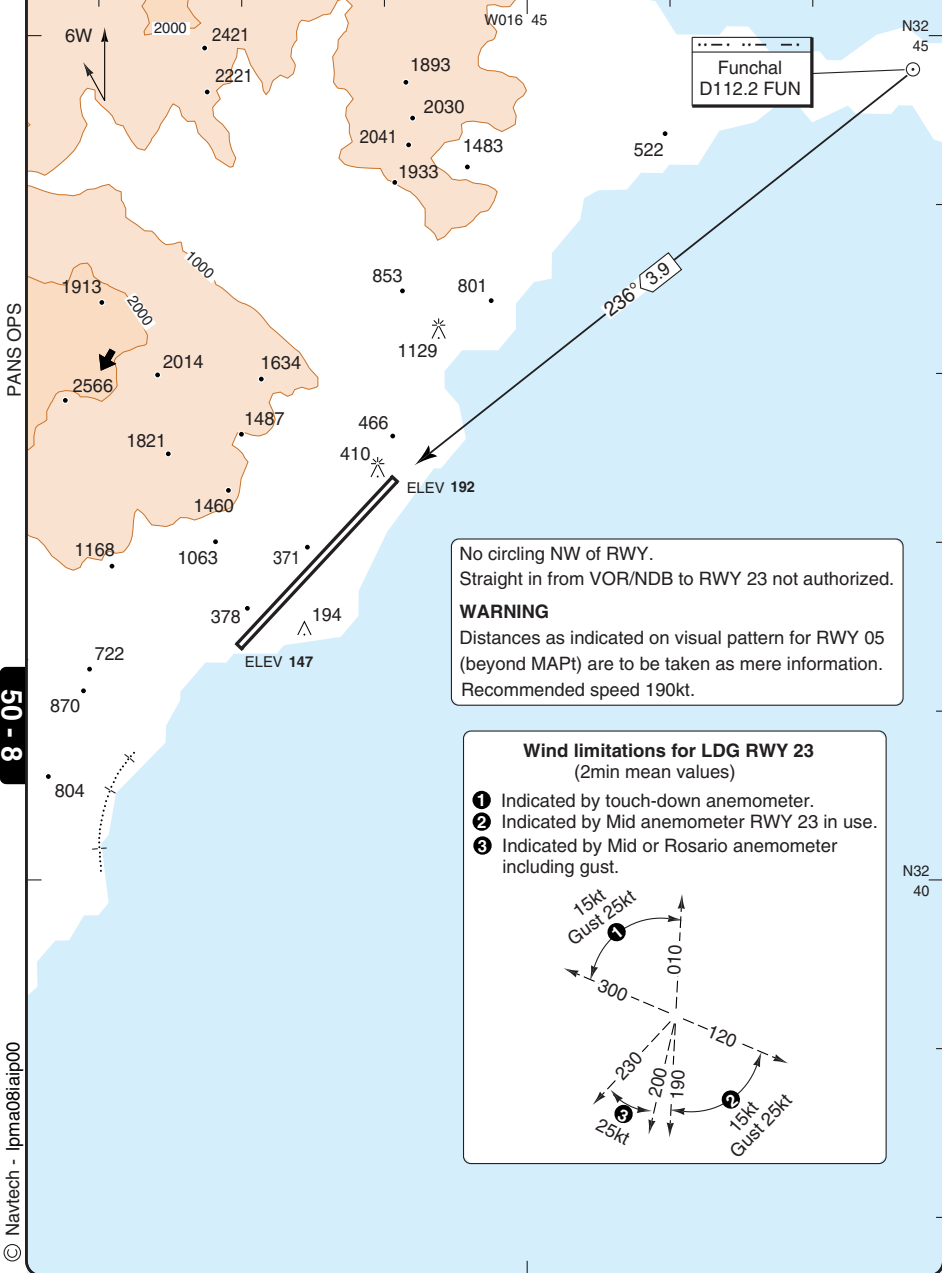 W016 45
N32
45
6W
2000
2421
2221
1893
2030
2041
1483
1933
522
Funchal
D112.2 FUN
1000
236° 3.9
1913
2000
853
801
1129
PANS OPS
2014
1634
2566
1487
1821
466
410
ELEV 192
1460
1168
1063
371
378
194
ELEV 147
722
870
804
50 - 8
No circling NW of RWY.
Straight in from VOR/NDB to RWY 23 not authorized.
WARNING
Distances as indicated on visual pattern for RWY 05
(beyond MAPt) are to be taken as mere information.
Recommended speed 190kt.
Wind limitations for LDG RWY 23
(2min mean values)
1 Indicated by touch-down anemometer.
2 Indicated by Mid anemometer RWY 23 in use.
3 Indicated by Mid or Rosario anemometer
including gust.
N32
40
15kt
Gust 25kt
1
010
300
120
230
200
190
2
15kt
Gust 25kt
3
25kt
© Navtech - lpma08iaip00